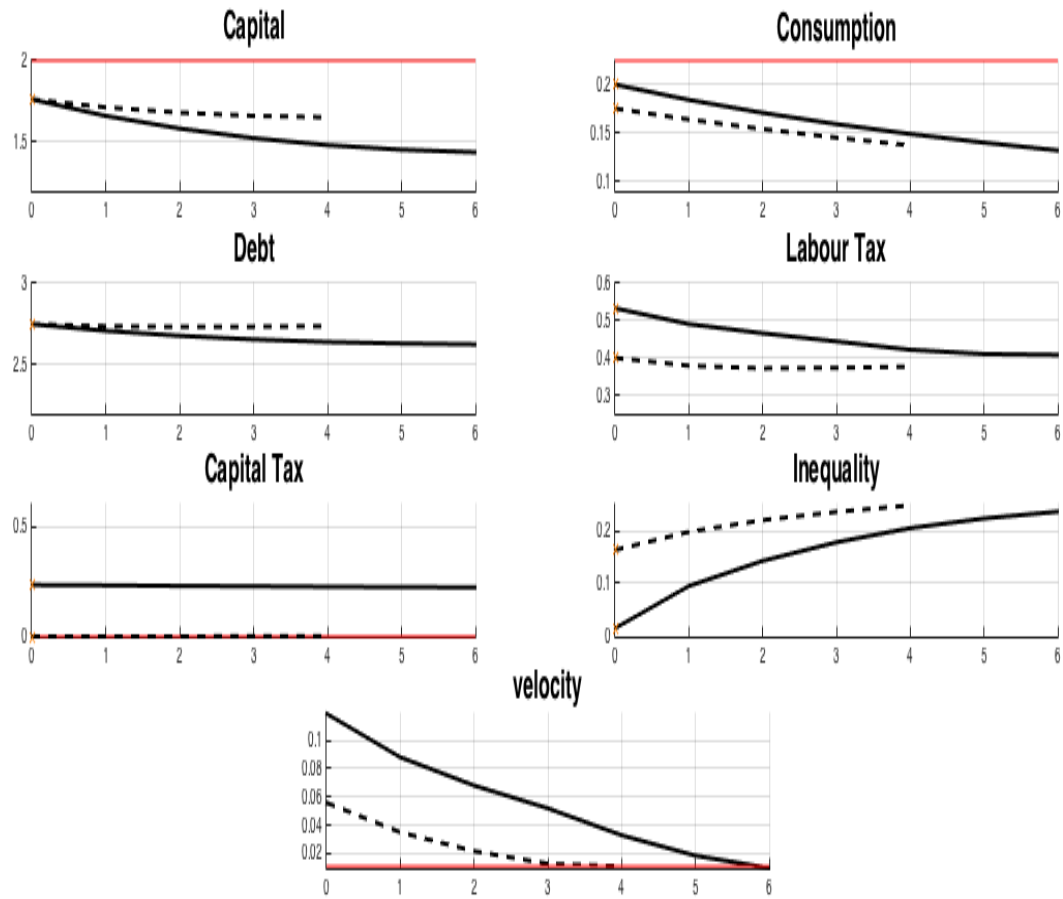 Capital
2
1.5
0 1 2 3 4 5 6
Consumption
0.2
0.15
0.1
0 1 2 3 4 5 6
Debt
3
2.5
0 1 2 3 4 5 6
Labour Tax
0.6
0.5
0.4
0.3
0 1 2 3 4 5 6
Capital Tax
0.5
0
0 1 2 3 4 5 6
Inequality
0.2
0.1
0
0 1 2 3 4 5 6
velocity
0.1
0.08
0.06
0.04
0.02
0 1 2 3 4 5 6